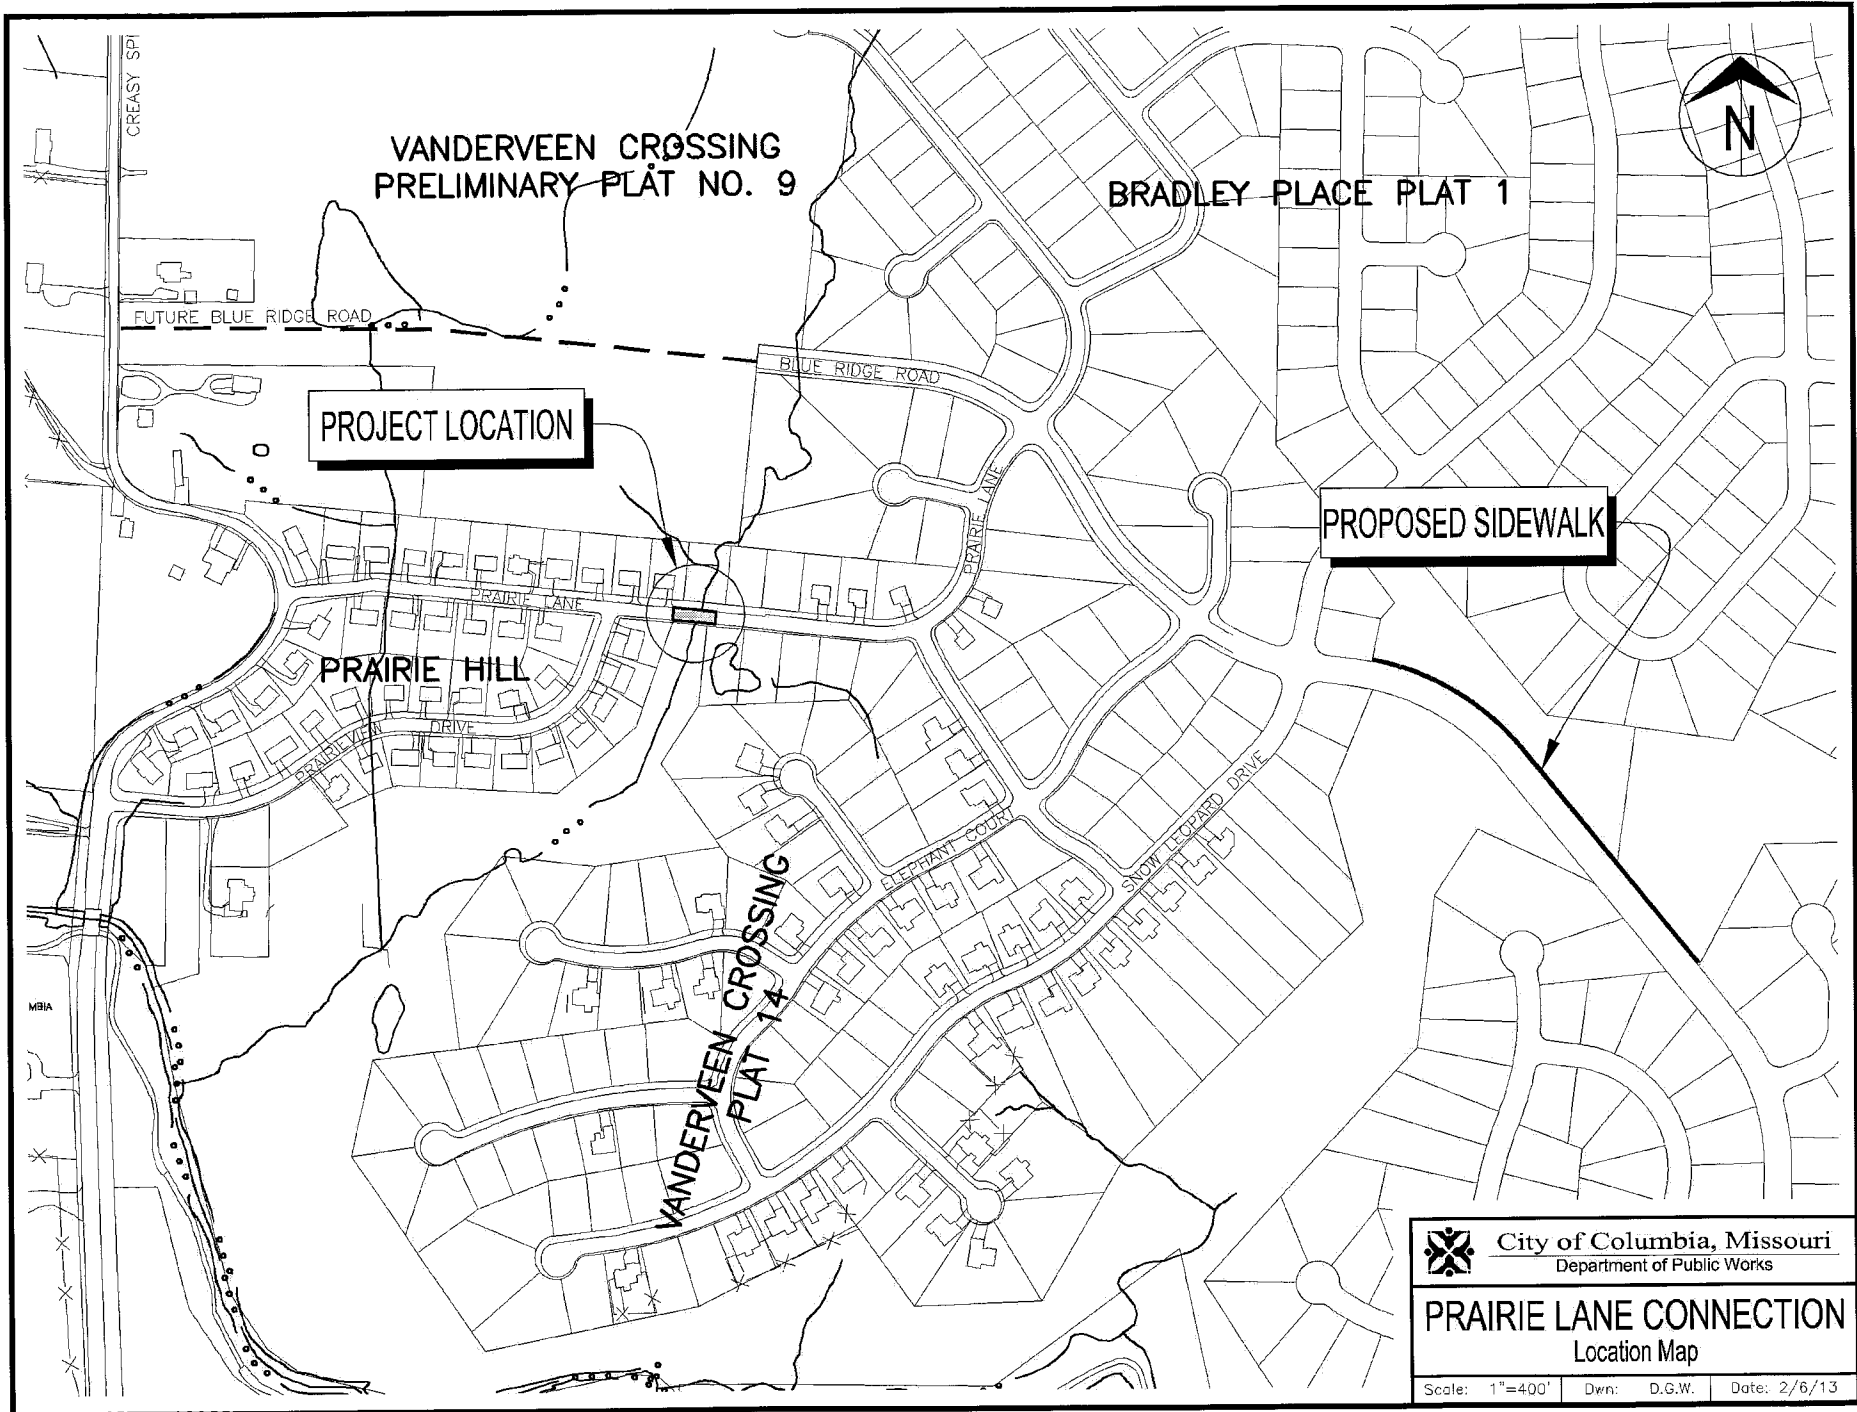 CREASY SPI
VANDERVEEN CROSSING
PRELIMINARY PLAT NO. 9
BRADLEY PLACE PLAT 1
N
FUTURE BLUE RIDGE ROAD
BLUE RIDGE ROAD
PROJECT LOCATION
PRAIRIE LANE
PROPOSED SIDEWALK
PRAIRIE LANE
PRAIRIE HILL
PRAIRIEVIEW DRIVE
SNOW LEOPARD DRIVE
ELEPHANT COURT
VANDERVEEN CROSSING
PLAT 14
City of Columbia, Missouri
Department of Public Works
PRAIRIE LANE CONNECTION
Location Map
Scale: 1"=400' Dwn: D.G.W. Date: 2/6/13